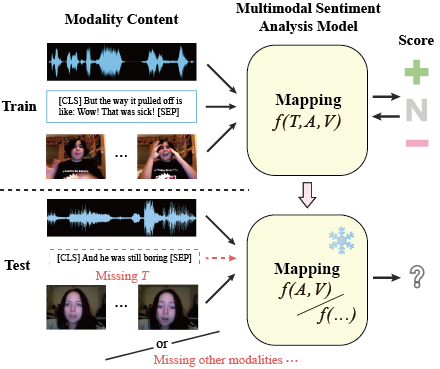 Modality Content
Multimodal Sentiment
Analysis Model
Score
Train
[CLS] But the way it pulled off is
like: Wow! That was sick! [SEP]
...
Mapping
f(T,A,V)
N
Test
[CLS] And he was still boring [SEP]
Missing T
...
Mapping
f(A,V)
f(...)
?
or
Missing other modalities ...